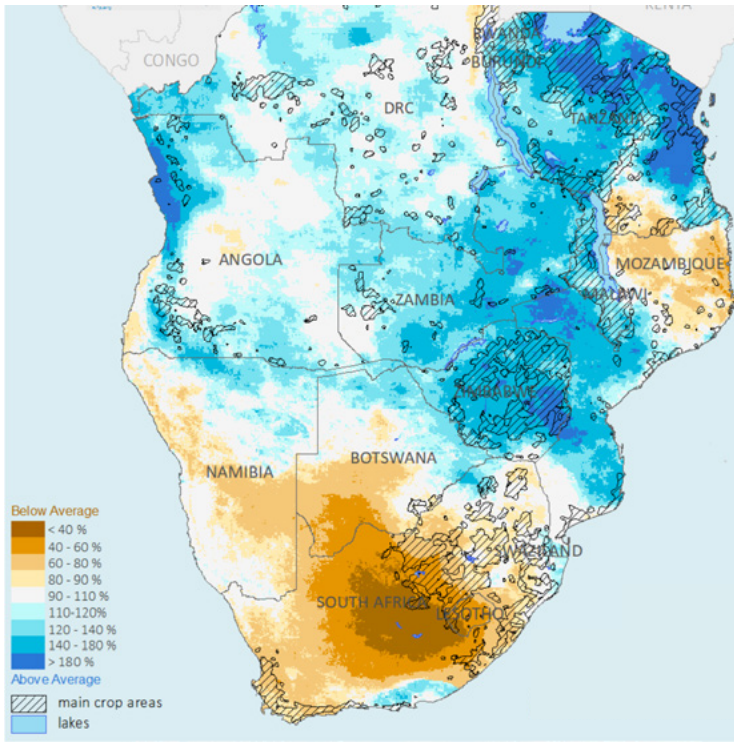 KENYA
RWANDA
CONGO
BURUNDI
DRC
TANZANIA
ANGOLA
MOZAMBIQUE
ZAMBIA
MALAWI
ZIMBABWE
BOTSWANA
NAMIBIA
SWAZILAND
SOUTH AFRICA
LESOTHO
Below Average
< 40 %
40 - 60 %
60 - 80 %
80 - 90 %
90 - 110 %
110-120%
120 - 140 %
140 - 180 %
> 180 %
Above Average
main crop areas
lakes